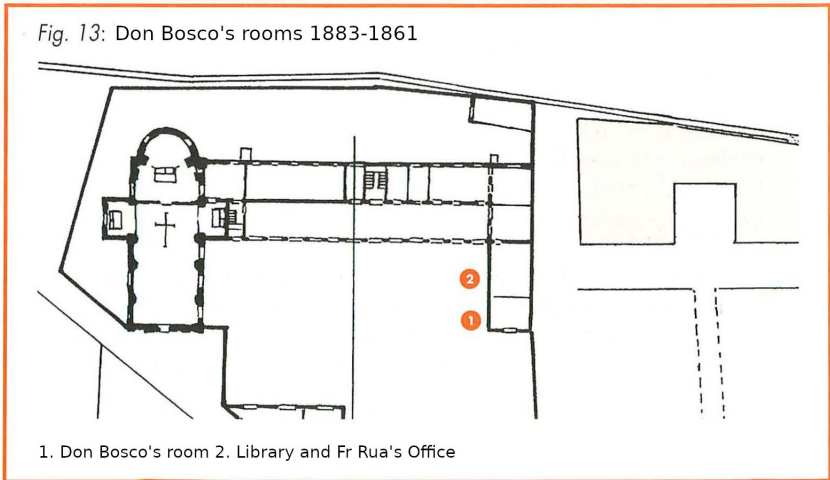 Fig. 13: Don Bosco's rooms 1883-1861
2
1
1. Don Bosco's room 2. Library and Fr Rua's Office